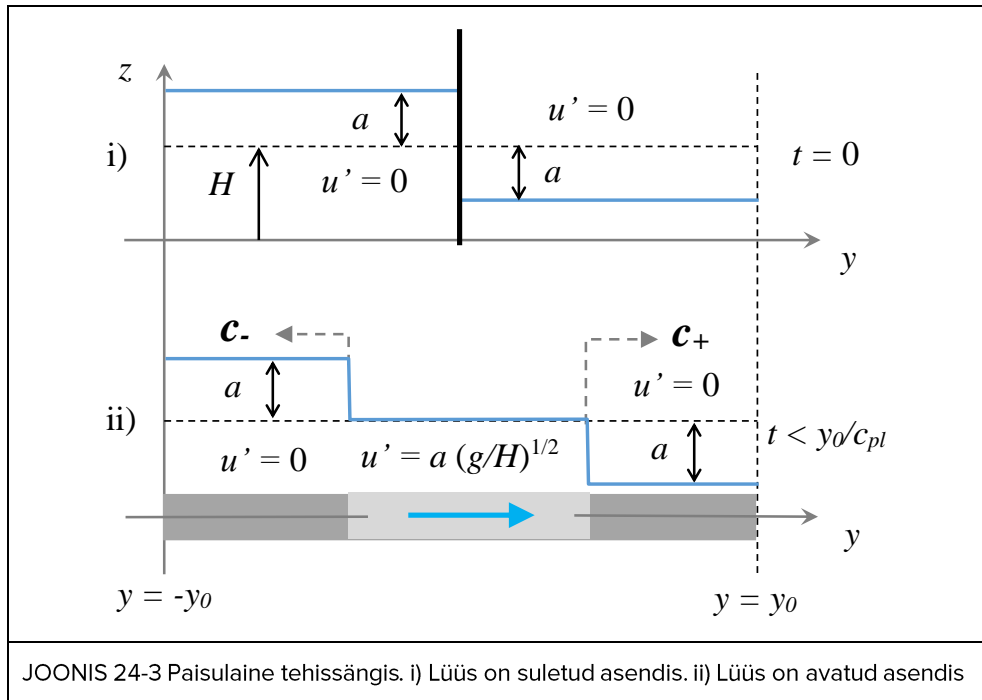 z
a
u’ = 0
i)
H
u’ = 0
a
t = 0
y
c-
c+
a
u’ = 0
ii)
u’ = 0
u’ = a (g/H)^1/2
a
t < y0/cpl
y
y = -y0
y = y0
JOONIS 24-3 Paisulaine tehissängis. i) Lüüs on suletud asendis. ii) Lüüs on avatud asendis